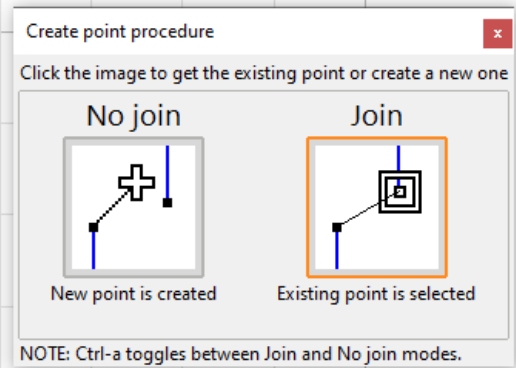 Create point procedure
x
Click the image to get the existing point or create a new one
No join
Join
New point is created
Existing point is selected
NOTE: Ctrl-a toggles between Join and No join modes.